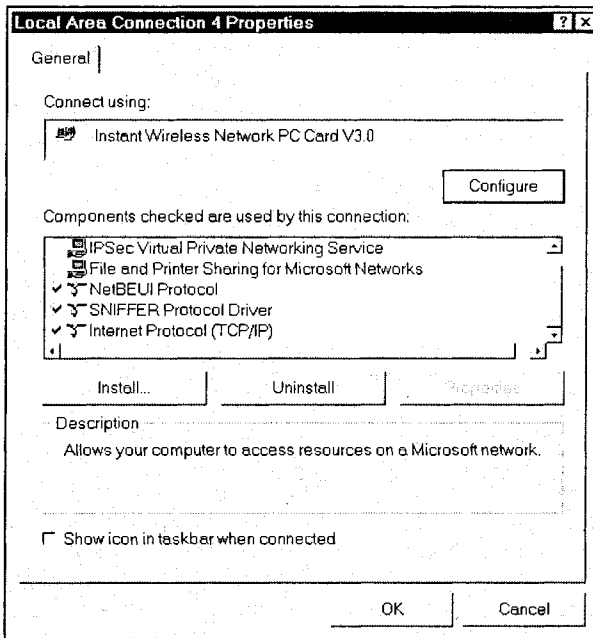 Local Area Connection 4 Properties
General
Connect using:
Instant Wireless Network PC Card V3.0
Configure
Components checked are used by this connection:
IPSec Virtual Private Networking Service
File and Printer Sharing for Microsoft Networks
NetBEUI Protocol
SNIFFER Protocol Driver
Internet Protocol (TCP/IP)
Install... Uninstall Properties
Description
Allows your computer to access resources on a Microsoft network.
Show icon in taskbar when connected
OK Cancel